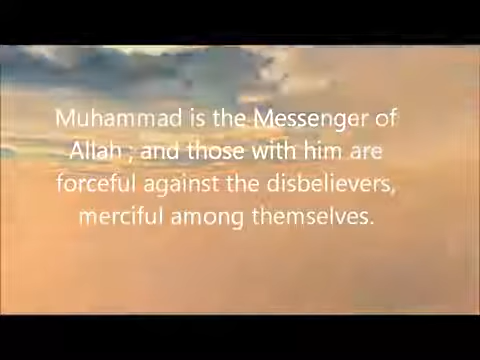 Muhammad is the Messenger of
Allah ; and those with him are
forceful against the disbelievers,
merciful among themselves.